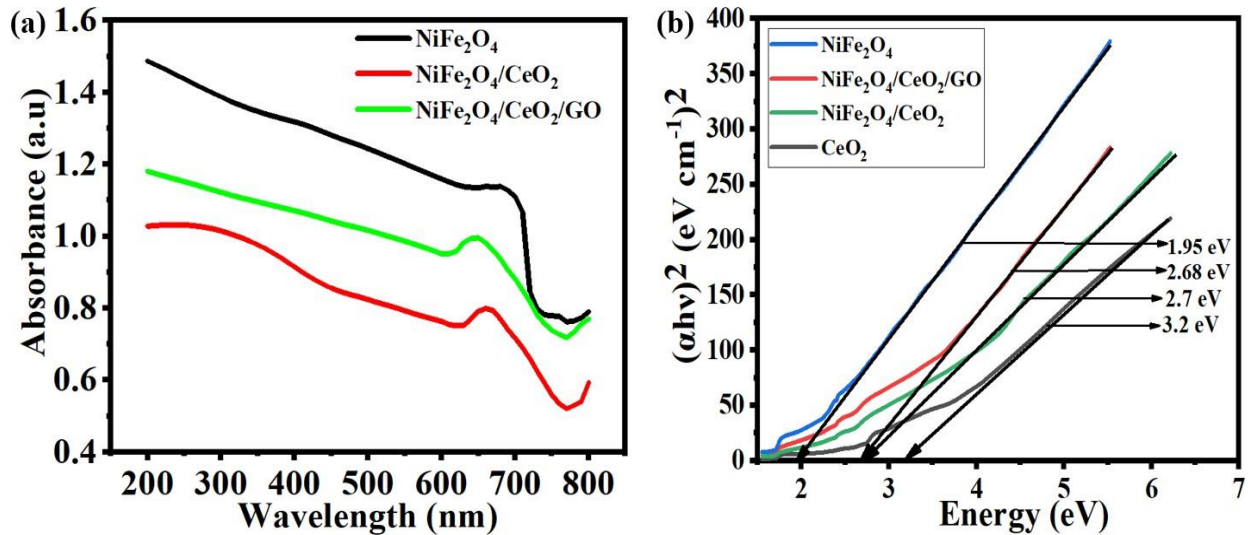 (a)
1.6
1.4
1.2
1.0
0.8
0.6
0.4
Absorbance (a.u)
NiFe₂O₄
NiFe₂O₄/CeO₂
NiFe₂O₄/CeO₂/GO
200 300 400 500 600 700 800
Wavelength (nm)
(b)
400
350
300
250
200
150
100
50
0
(αhν)² (eV cm⁻¹)²
NiFe₂O₄
NiFe₂O₄/CeO₂/GO
NiFe₂O₄/CeO₂
CeO₂
1.95 eV
2.68 eV
2.7 eV
3.2 eV
2 3 4 5 6 7
Energy (eV)